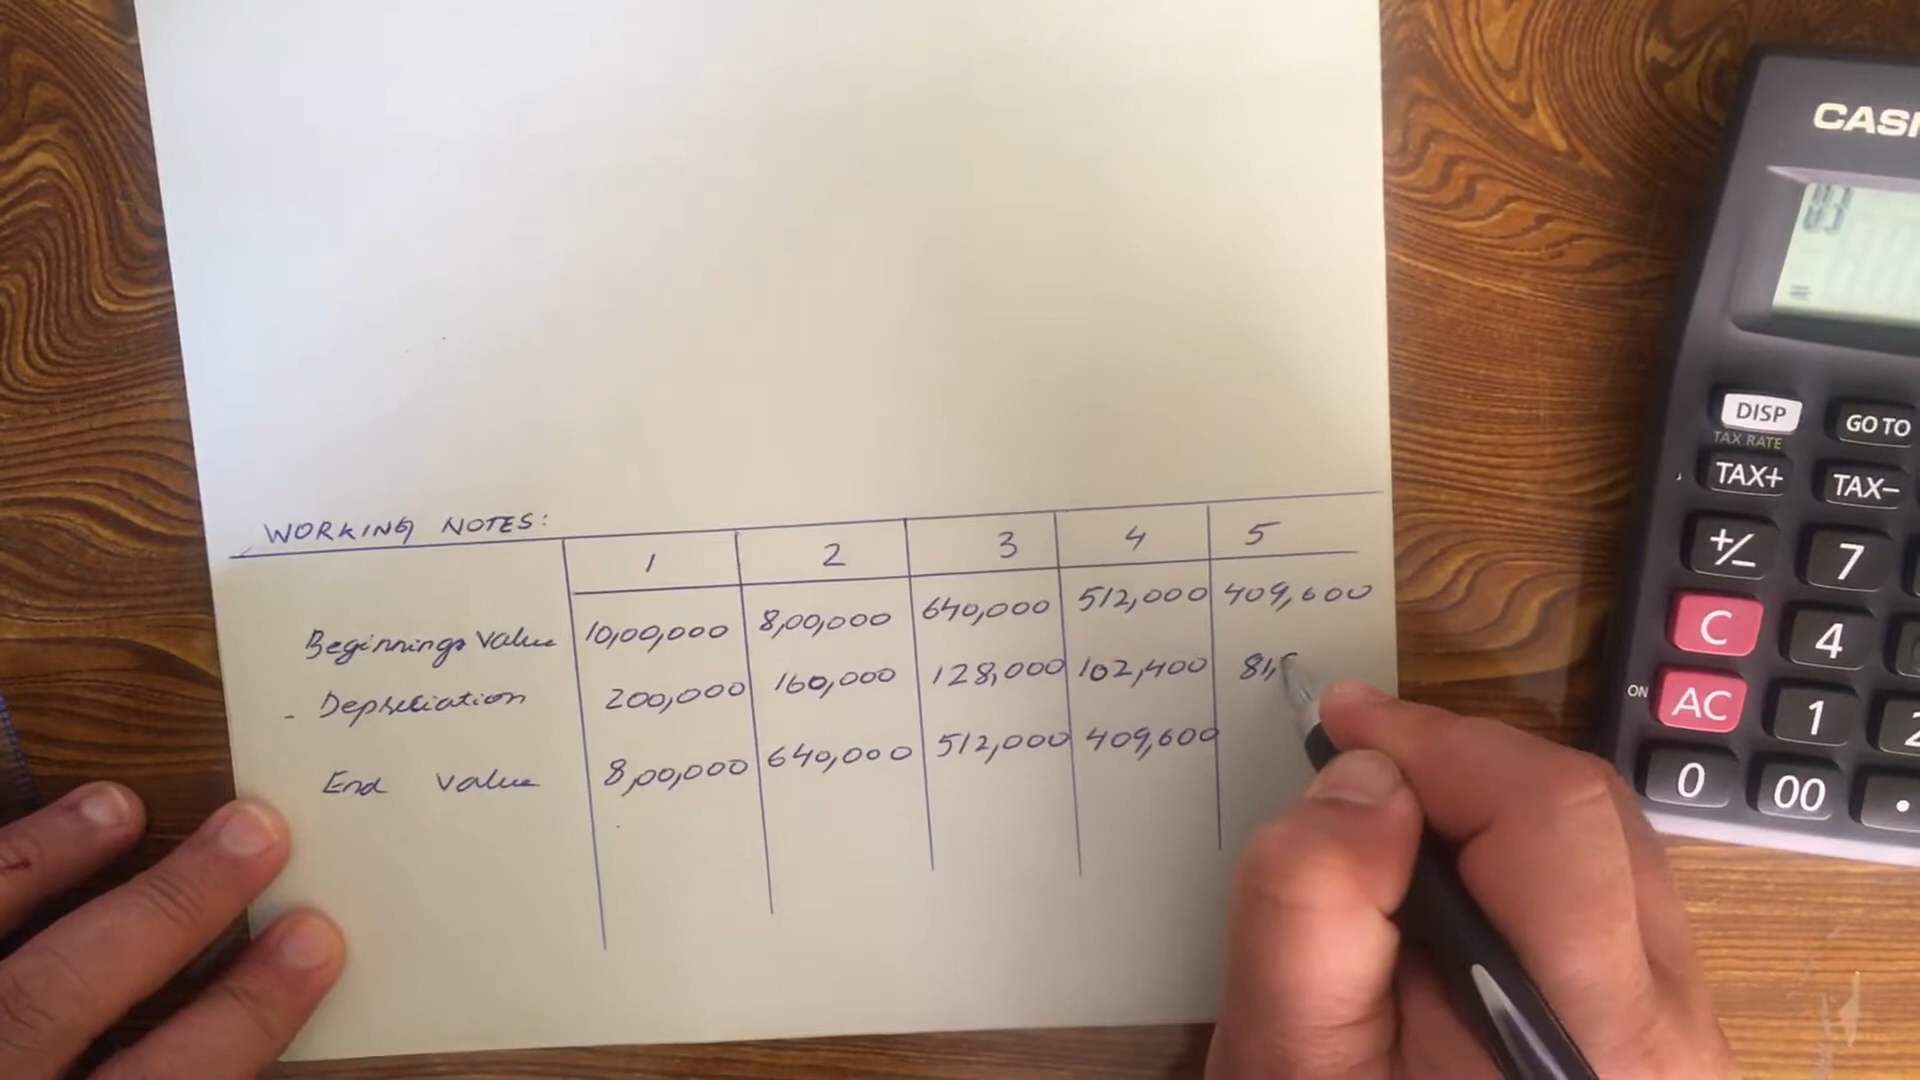 WORKING NOTES:
1 2 3 4 5
Beginnings value 10,00,000 8,00,000 640,000 512,000 409,600
- Depreciation 200,000 160,000 128,000 102,400 81,
End value 8,00,000 640,000 512,000 409,600
DISP GO TO
TAX RATE
TAX+ TAX-
+/- 7
C 4
ON AC 1 2
0 00 .